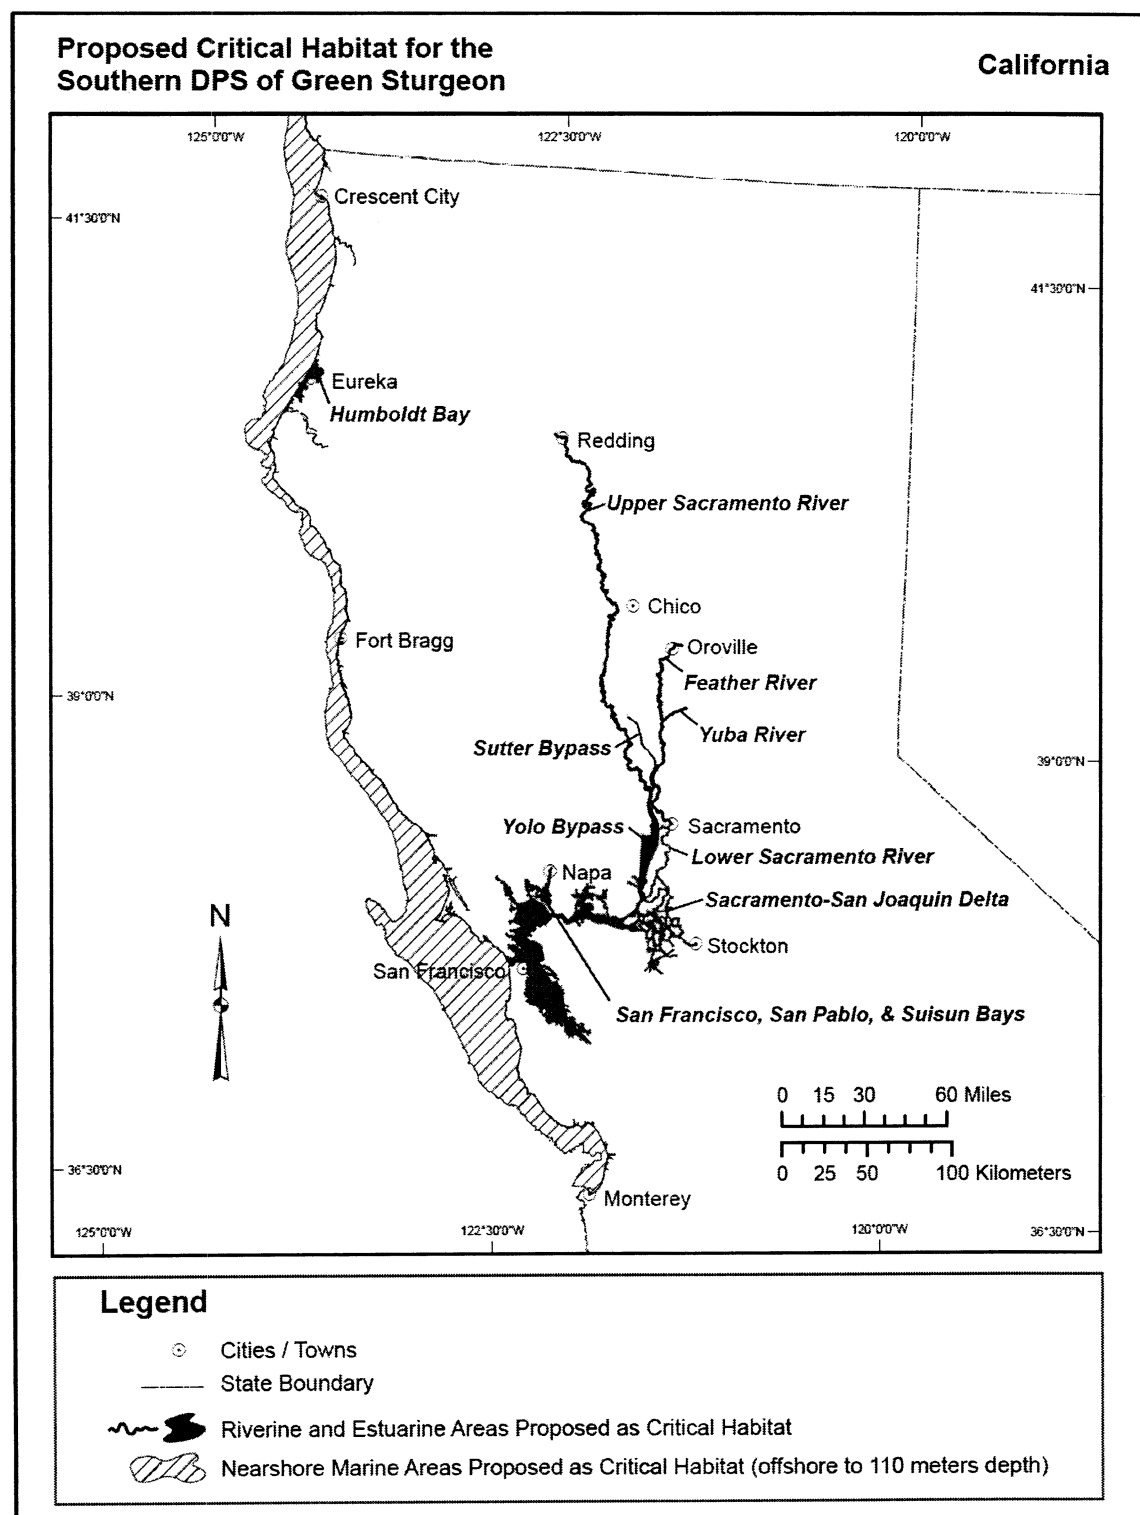 Proposed Critical Habitat for the
Southern DPS of Green Sturgeon
California
125°0'0"W
122°30'0"W
120°0'0"W
Crescent City
41°30'0"N
41°30'0"N
Eureka
Humboldt Bay
Redding
Upper Sacramento River
Chico
Fort Bragg
Oroville
Feather River
39°0'0"N
Yuba River
Sutter Bypass
39°0'0"N
Yolo Bypass
Sacramento
Lower Sacramento River
Napa
Sacramento-San Joaquin Delta
N
Stockton
San Francisco
San Francisco, San Pablo, & Suisun Bays
0 15 30 60 Miles
0 25 50 100 Kilometers
36°30'0"N
Monterey
125°0'0"W
122°30'0"W
120°0'0"W
36°30'0"N
Legend
Cities / Towns
State Boundary
Riverine and Estuarine Areas Proposed as Critical Habitat
Nearshore Marine Areas Proposed as Critical Habitat (offshore to 110 meters depth)